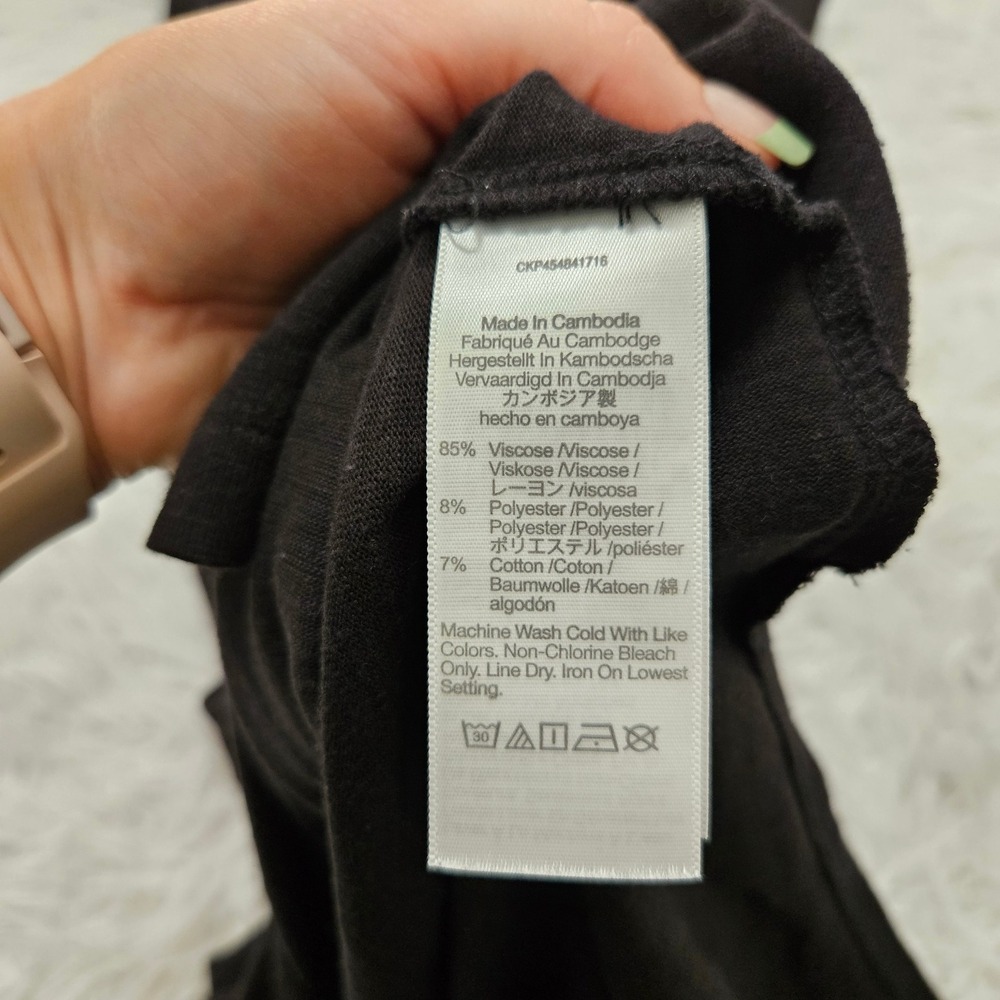 CKP454841716
Made In Cambodia
Fabriqué Au Cambodge
Hergestellt In Kambodscha
Vervaardigd In Cambodja
カンボジア製
hecho en camboya
85% Viscose /Viscose /
Viskose /Viscose /
レーヨン /viscosa
8% Polyester /Polyester /
Polyester /Polyester /
ポリエステル /poliéster
7% Cotton /Coton /
Baumwolle /Katoen /綿 /
algodón
Machine Wash Cold With Like
Colors. Non-Chlorine Bleach
Only. Line Dry. Iron On Lowest
Setting.
30